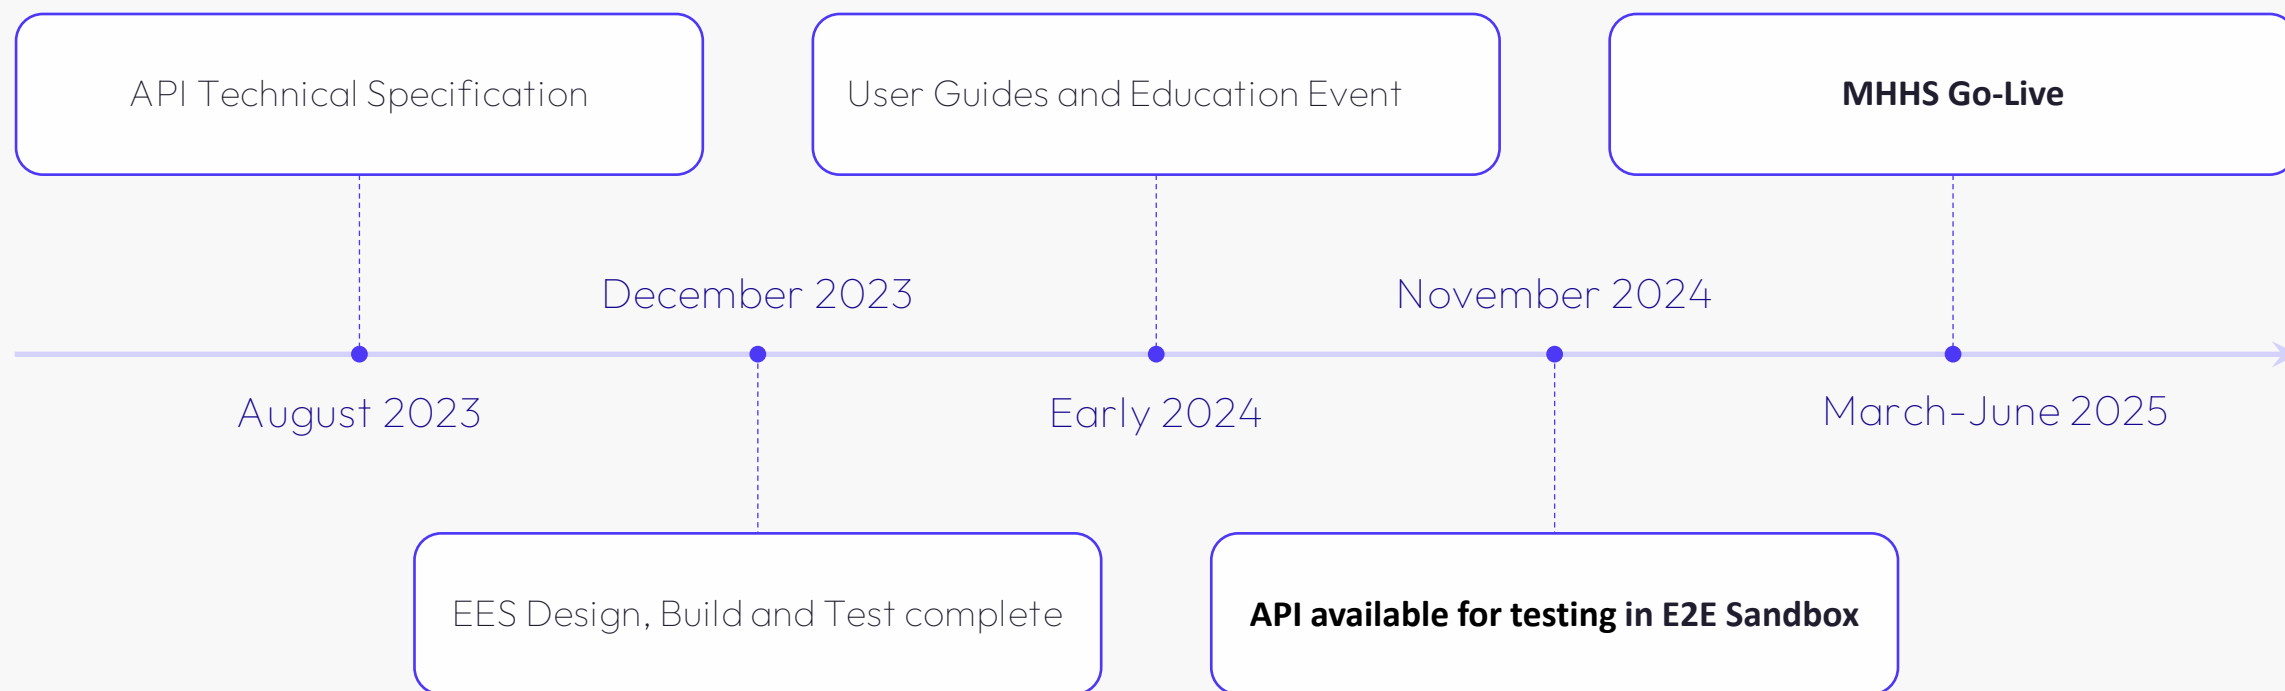 API Technical Specification
User Guides and Education Event
MHHS Go-Live
December 2023
November 2024
August 2023
Early 2024
March-June 2025
EES Design, Build and Test complete
API available for testing in E2E Sandbox